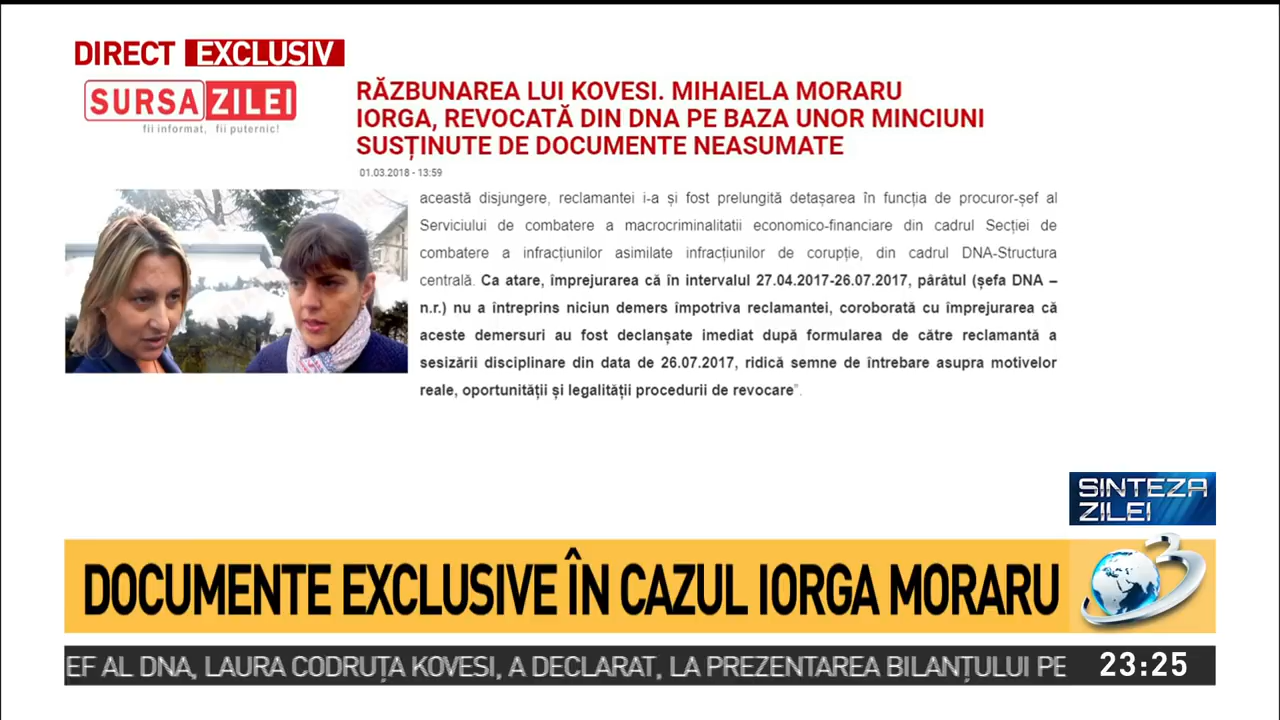 DIRECT EXCLUSIV
SURSA ZILEI
fii informat, fii puternic!
RĂZBUNAREA LUI KOVESI. MIHAIELA MORARU
IORGA, REVOCATĂ DIN DNA PE BAZA UNOR MINCIUNI
SUSȚINUTE DE DOCUMENTE NEASUMATE
01.03.2018 - 13:59
această disjungere, reclamantei i-a și fost prelungită detașarea în funcția de procuror-șef al
Serviciului de combatere a macrocriminalitatii economico-financiare din cadrul Secției de
combatere a infracțiunilor asimilate infracțiunilor de corupție, din cadrul DNA-Structura
centrală. Ca atare, împrejurarea că în intervalul 27.04.2017-26.07.2017, pârâtul (șefa DNA –
n.r.) nu a întreprins niciun demers împotriva reclamantei, coroborată cu împrejurarea că
aceste demersuri au fost declanșate imediat după formularea de către reclamantă a
sesizării disciplinare din data de 26.07.2017, ridică semne de întrebare asupra motivelor
reale, oportunității și legalității procedurii de revocare”.
SINTEZA
ZILEI
DOCUMENTE EXCLUSIVE ÎN CAZUL IORGA MORARU
3
EF AL DNA, LAURA CODRUȚA KOVESI, A DECLARAT, LA PREZENTAREA BILANȚULUI PE
23:25